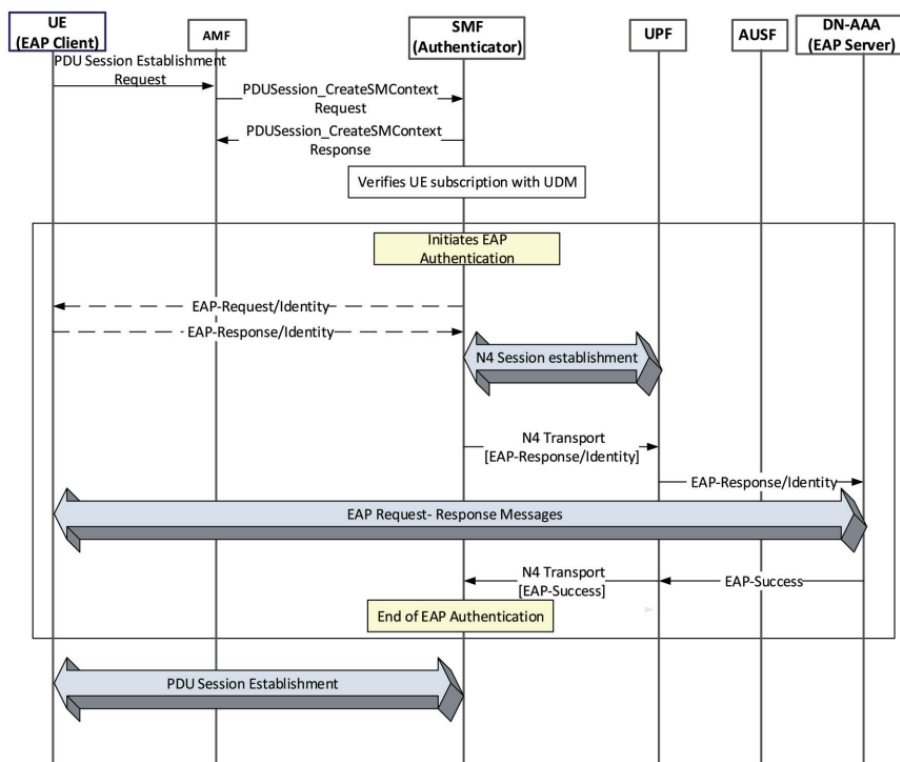 UE
(EAP Client)
AMF
SMF
(Authenticator)
UPF
AUSF
DN-AAA
(EAP Server)
PDU Session Establishment
Request
PDUSession_CreateSMContext
Request
PDUSession_CreateSMContext
Response
Verifies UE subscription with UDM
Initiates EAP
Authentication
EAP-Request/Identity
EAP-Response/Identity
N4 Session establishment
N4 Transport
[EAP-Response/Identity]
EAP-Response/Identity
EAP Request- Response Messages
N4 Transport
[EAP-Success]
EAP-Success
End of EAP Authentication
PDU Session Establishment